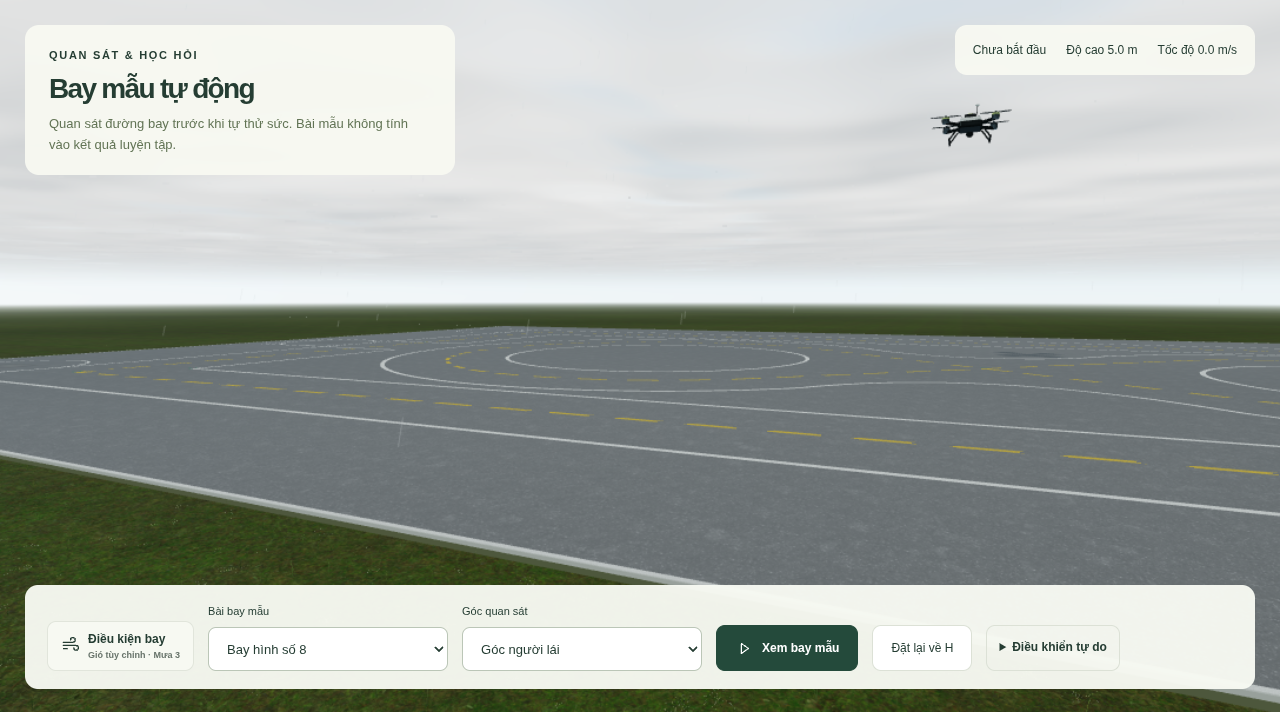 QUAN SÁT & HỌC HỎI
Bay mẫu tự động
Quan sát đường bay trước khi tự thử sức. Bài mẫu không tính
vào kết quả luyện tập.
Chưa bắt đầu Độ cao 5.0 m Tốc độ 0.0 m/s
Điều kiện bay
Gió tùy chỉnh · Mưa 3
Bài bay mẫu
Bay hình số 8
Góc quan sát
Góc người lái
Xem bay mẫu
Đặt lại về H
Điều khiển tự do